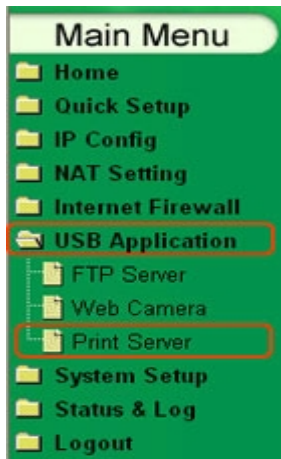 Main Menu
Home
Quick Setup
IP Config
NAT Setting
Internet Firewall
USB Application
FTP Server
Web Camera
Print Server
System Setup
Status & Log
Logout